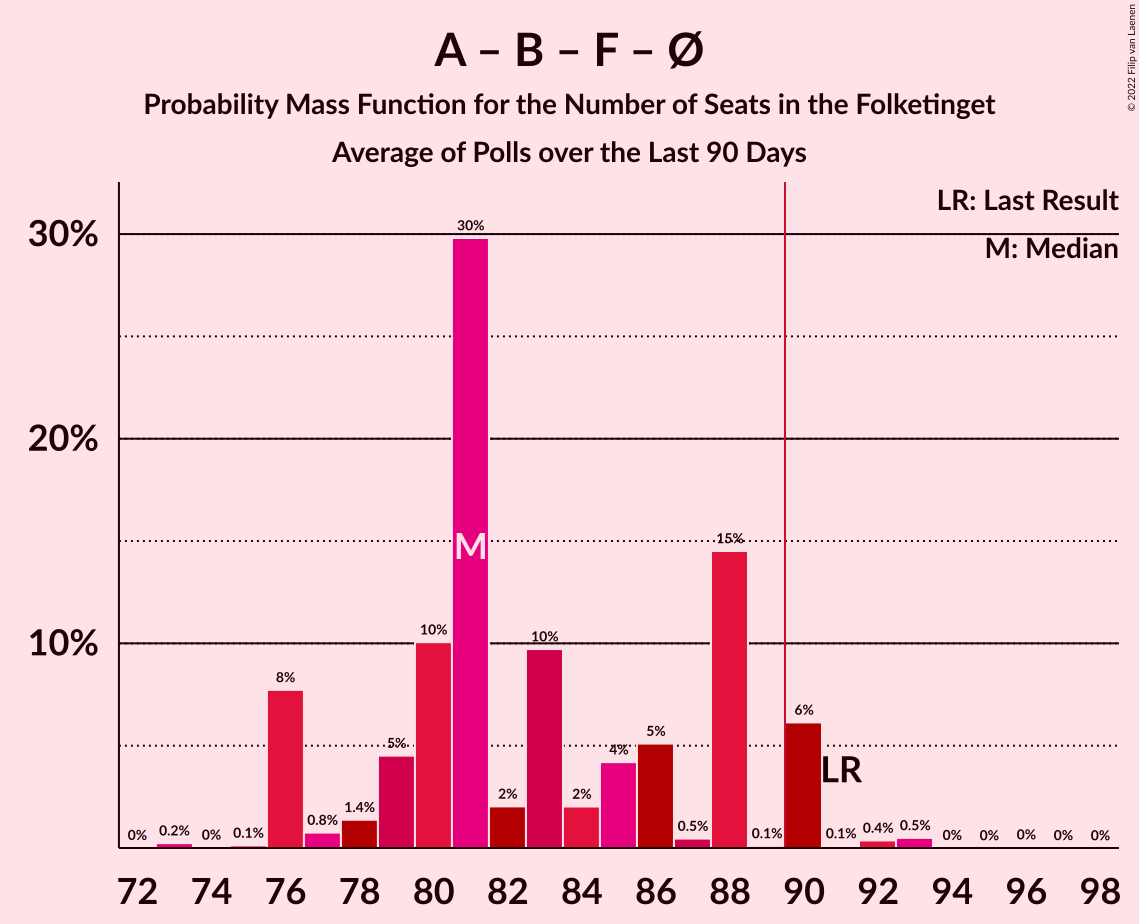 A – B – F – Ø
Probability Mass Function for the Number of Seats in the Folketinget
Average of Polls over the Last 90 Days
© 2022 Filip van Laenen
LR: Last Result
M: Median
30%
20%
10%
0% 0.2% 0% 0.1% 8% 0.8% 1.4% 5% 10% 30% 2% 10% 2% 4% 5% 0.5% 15% 0.1% 6% 0.1% 0.4% 0.5% 0% 0% 0% 0% 0%
M
LR
72 74 76 78 80 82 84 86 88 90 92 94 96 98